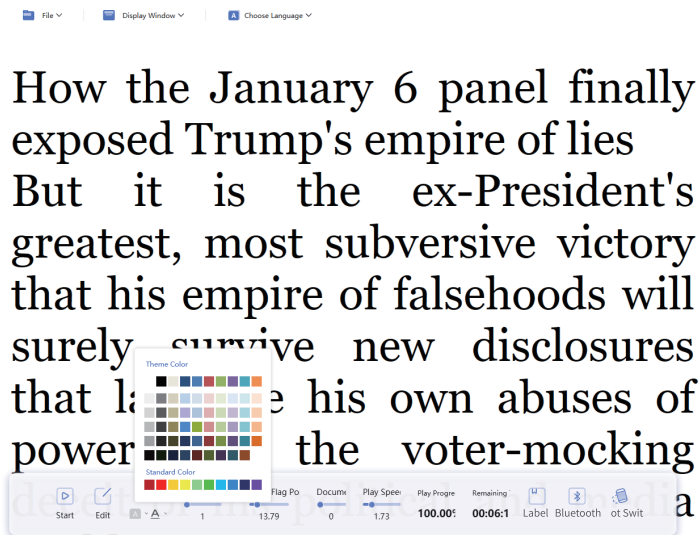 File
Display Window
Choose Language
How the January 6 panel finally
exposed Trump's empire of lies
But it is the ex-President's
greatest, most subversive victory
that his empire of falsehoods will
surely survive new disclosures
that la e his own abuses of
power the voter-mocking
Theme Color
Standard Color
Flag Po
Docume
Play Speed
Play Progre
Remaining
Start
Edit
1
13.79
0
1.73
100.00%
00:06:1
Label
Bluetooth
ot Swit